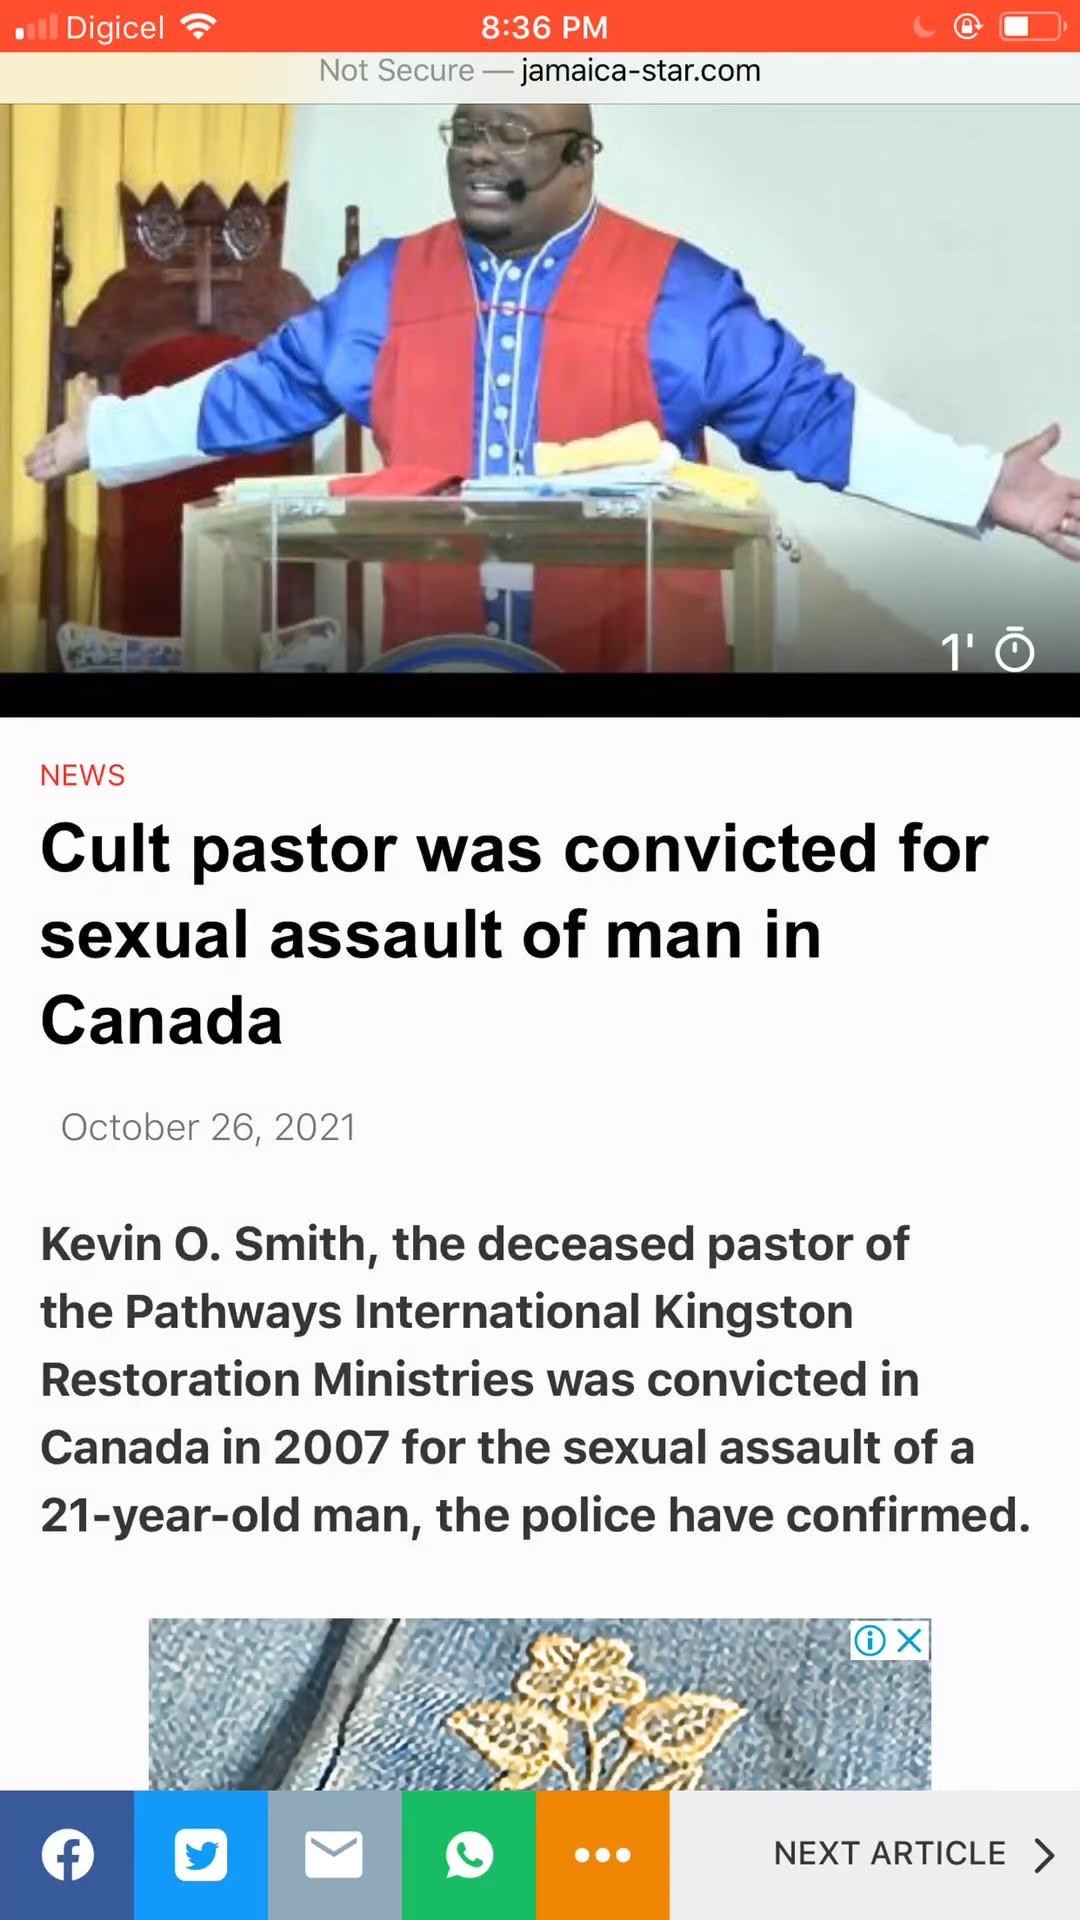 Digicel 8:36 PM
Not Secure — jamaica-star.com
1'
NEWS
Cult pastor was convicted for
sexual assault of man in
Canada
October 26, 2021
Kevin O. Smith, the deceased pastor of
the Pathways International Kingston
Restoration Ministries was convicted in
Canada in 2007 for the sexual assault of a
21-year-old man, the police have confirmed.
NEXT ARTICLE